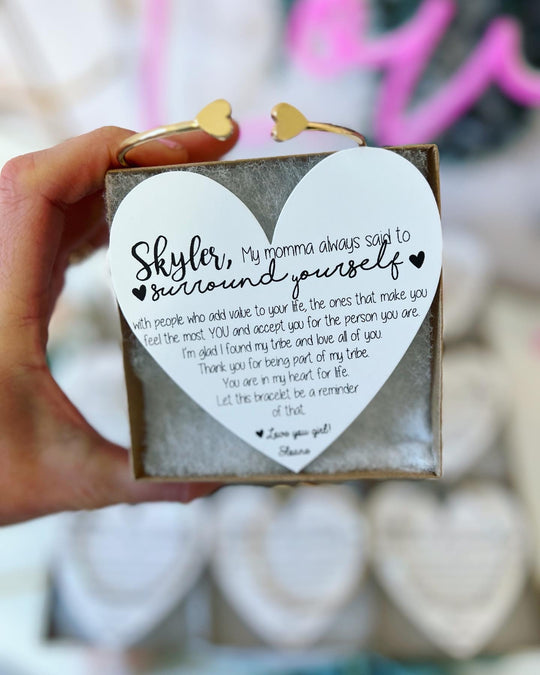 Skyler, My momma always said to
surround yourself
with people who add value to your life, the ones that make you
feel the most YOU and accept you for the person you are.
I'm glad I found my tribe and love all of you.
Thank you for being part of my tribe.
You are in my heart for life.
Let this bracelet be a reminder
of that.
Love you girl!
Sloane